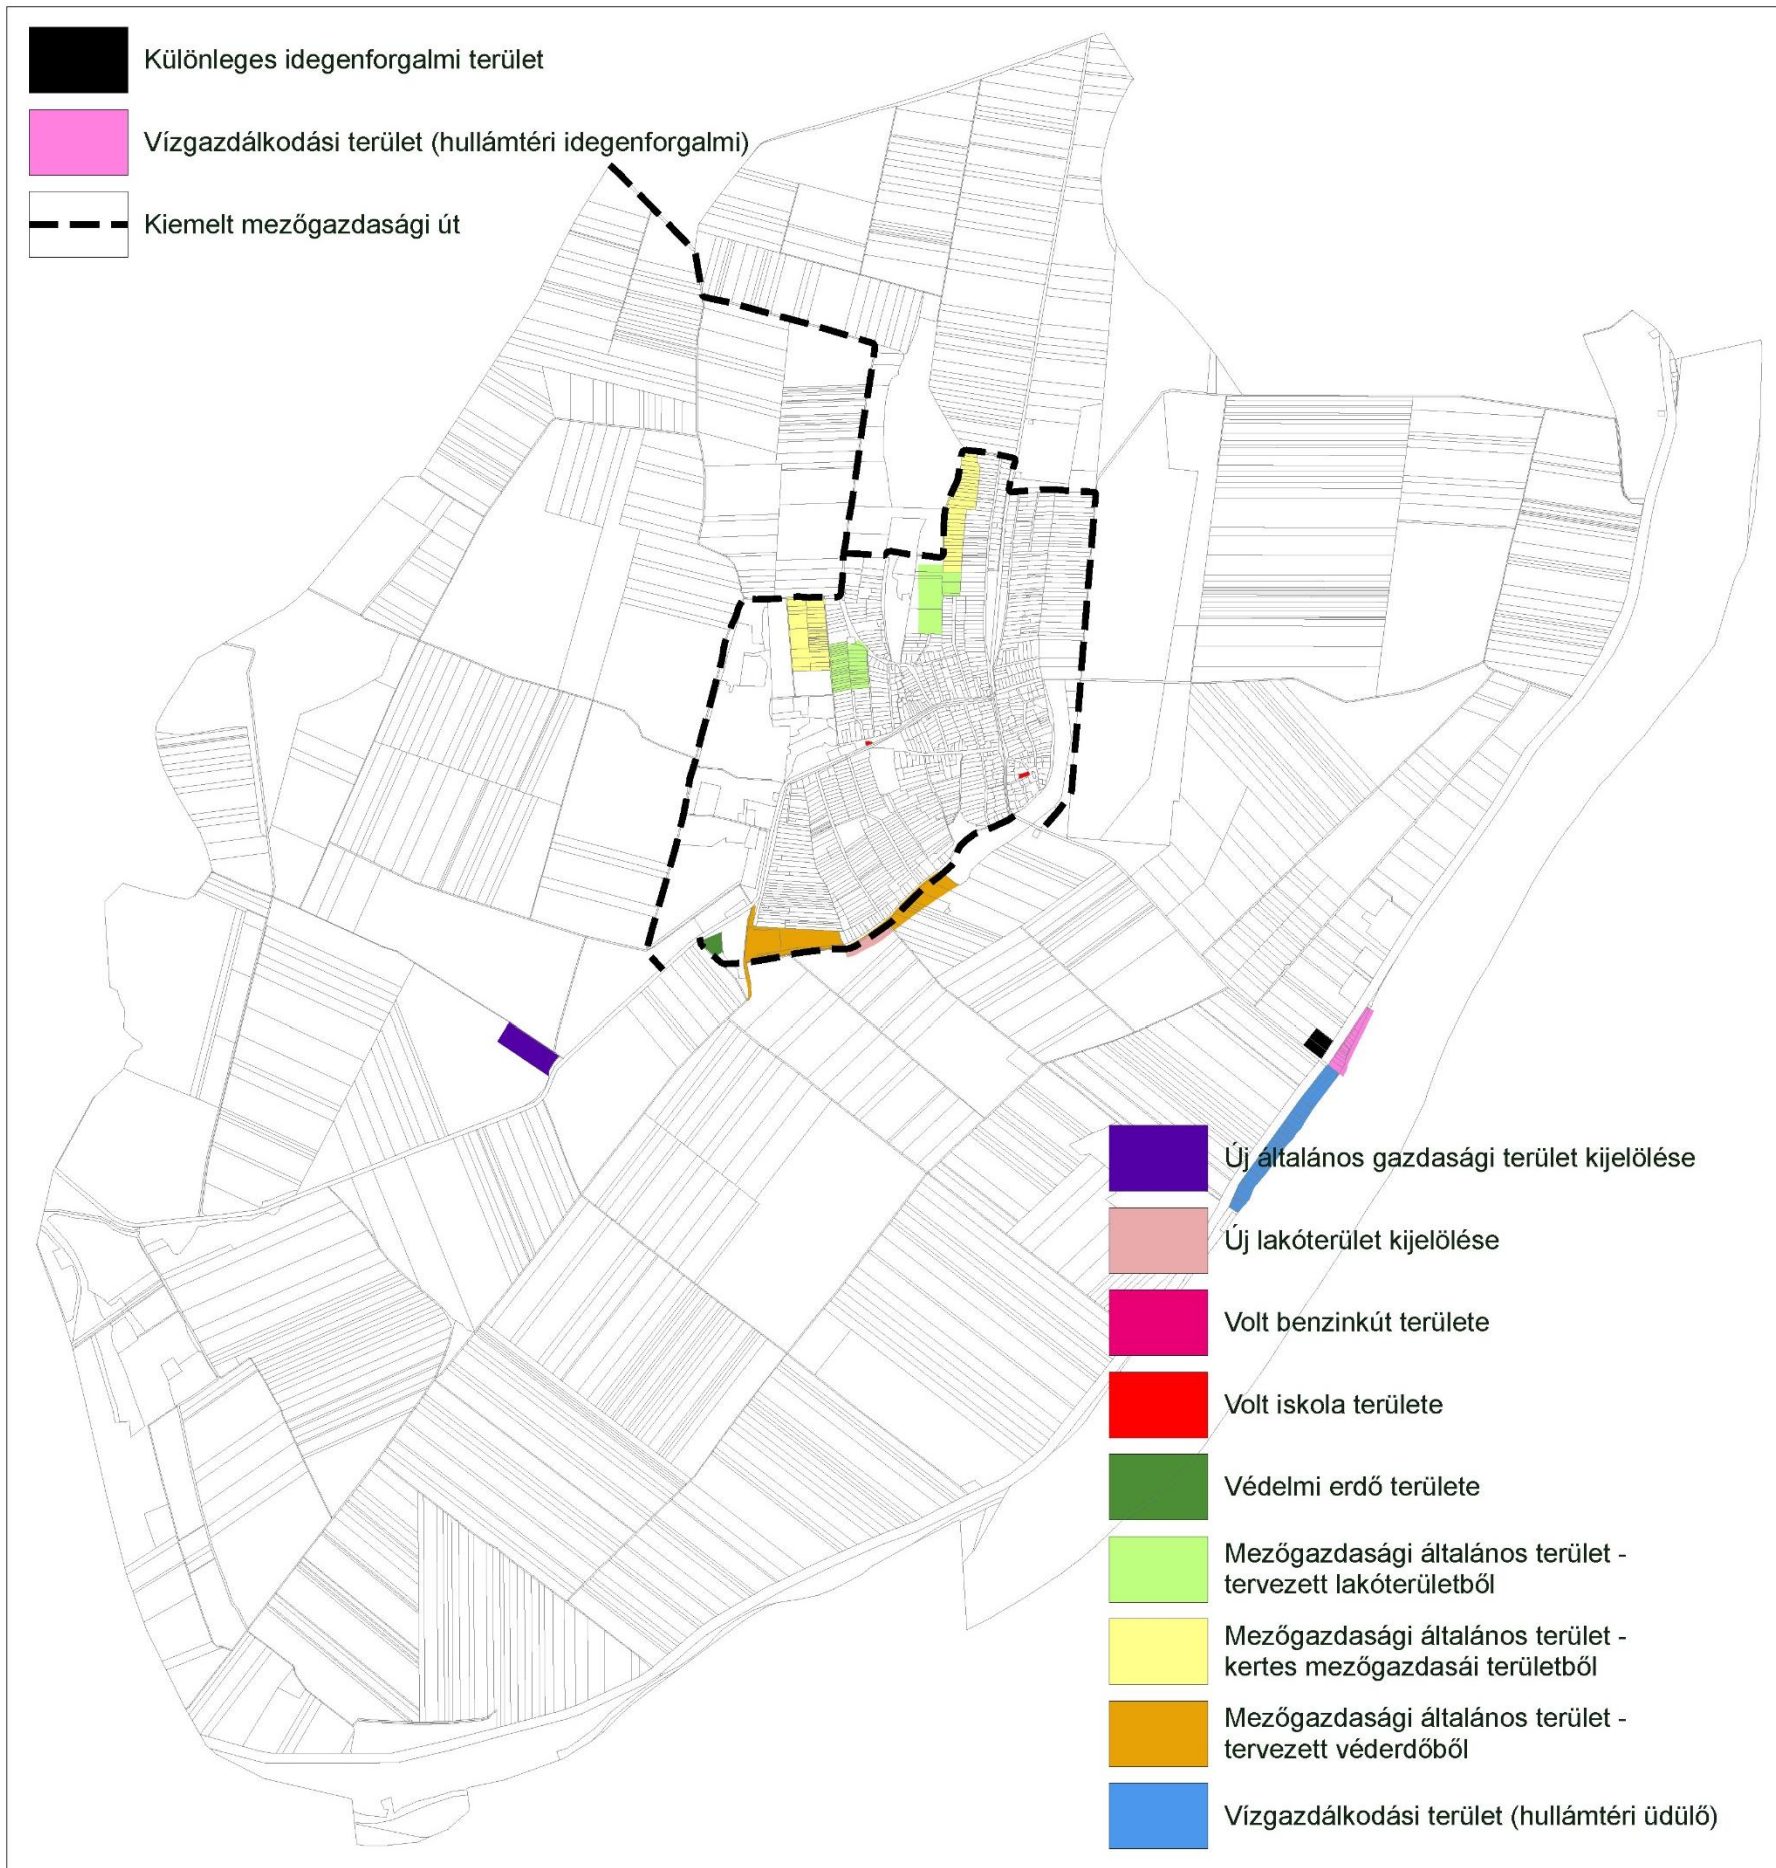 Különleges idegenforgalmi terület
Vízgazdálkodási terület (hullámtéri idegenforgalmi)
Kiemelt mezőgazdasági út
Új általános gazdasági terület kijelölése
Új lakóterület kijelölése
Volt benzinkút területe
Volt iskola területe
Védelmi erdő területe
Mezőgazdasági általános terület -
tervezett lakóterületből
Mezőgazdasági általános terület -
kertes mezőgazdasái területből
Mezőgazdasági általános terület -
tervezett véderdőből
Vízgazdálkodási terület (hullámtéri üdülő)